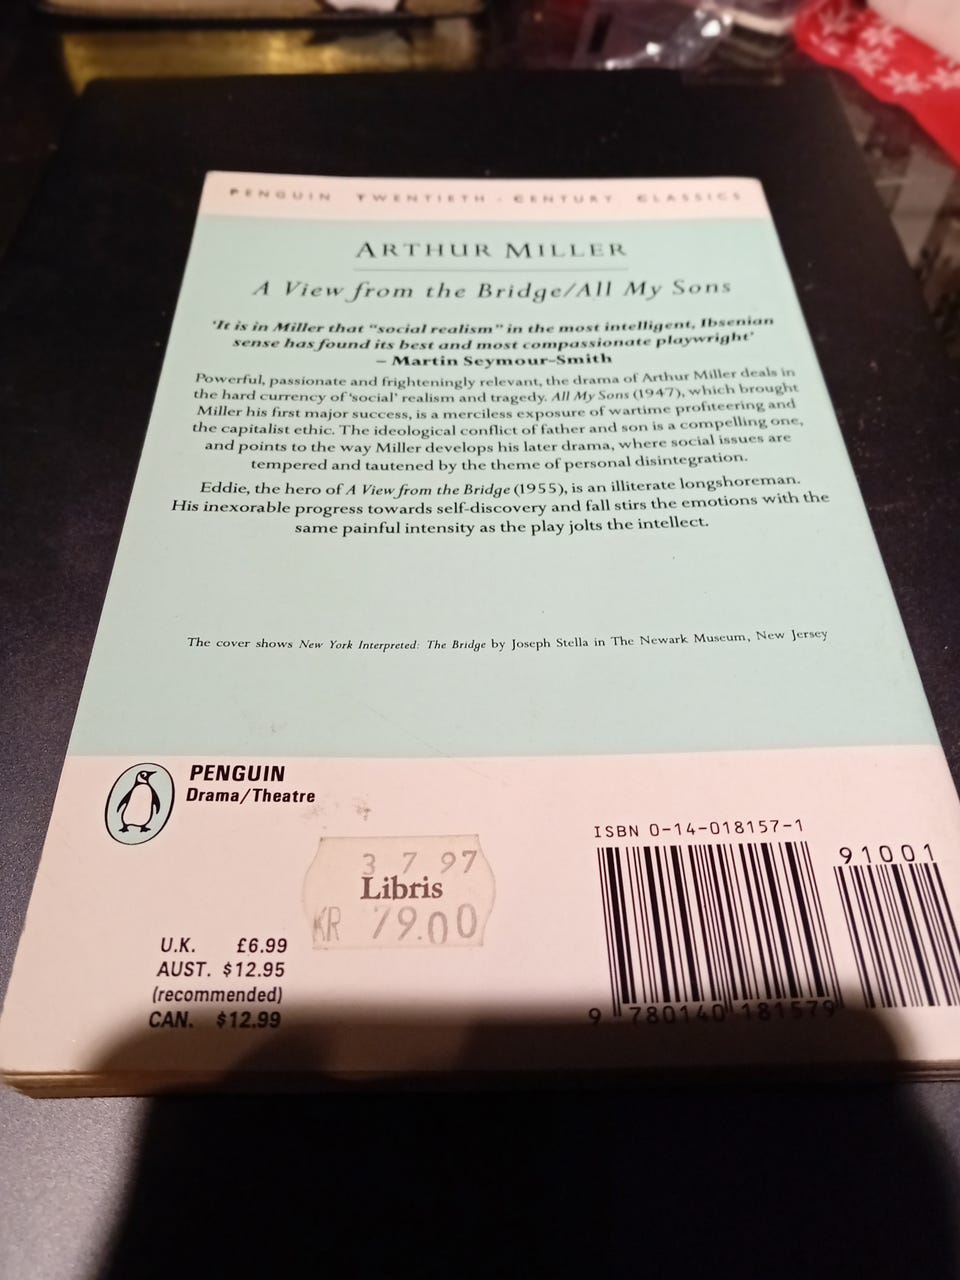 PENGUIN TWENTIETH-CENTURY CLASSICS
ARTHUR MILLER
A View from the Bridge/All My Sons
'It is in Miller that "social realism" in the most intelligent, Ibsenian
sense has found its best and most compassionate playwright'
– Martin Seymour-Smith
Powerful, passionate and frighteningly relevant, the drama of Arthur Miller deals in
the hard currency of 'social' realism and tragedy. All My Sons (1947), which brought
Miller his first major success, is a merciless exposure of wartime profiteering and
the capitalist ethic. The ideological conflict of father and son is a compelling one,
and points to the way Miller develops his later drama, where social issues are
tempered and tautened by the theme of personal disintegration.
Eddie, the hero of A View from the Bridge (1955), is an illiterate longshoreman.
His inexorable progress towards self-discovery and fall stirs the emotions with the
same painful intensity as the play jolts the intellect.
The cover shows New York Interpreted: The Bridge by Joseph Stella in The Newark Museum, New Jersey
PENGUIN
Drama/Theatre
3 7 97
Libris
KR 79.00
U.K. £6.99
AUST. $12.95
(recommended)
CAN. $12.99
ISBN 0-14-018157-1
91001
9 780140 181579